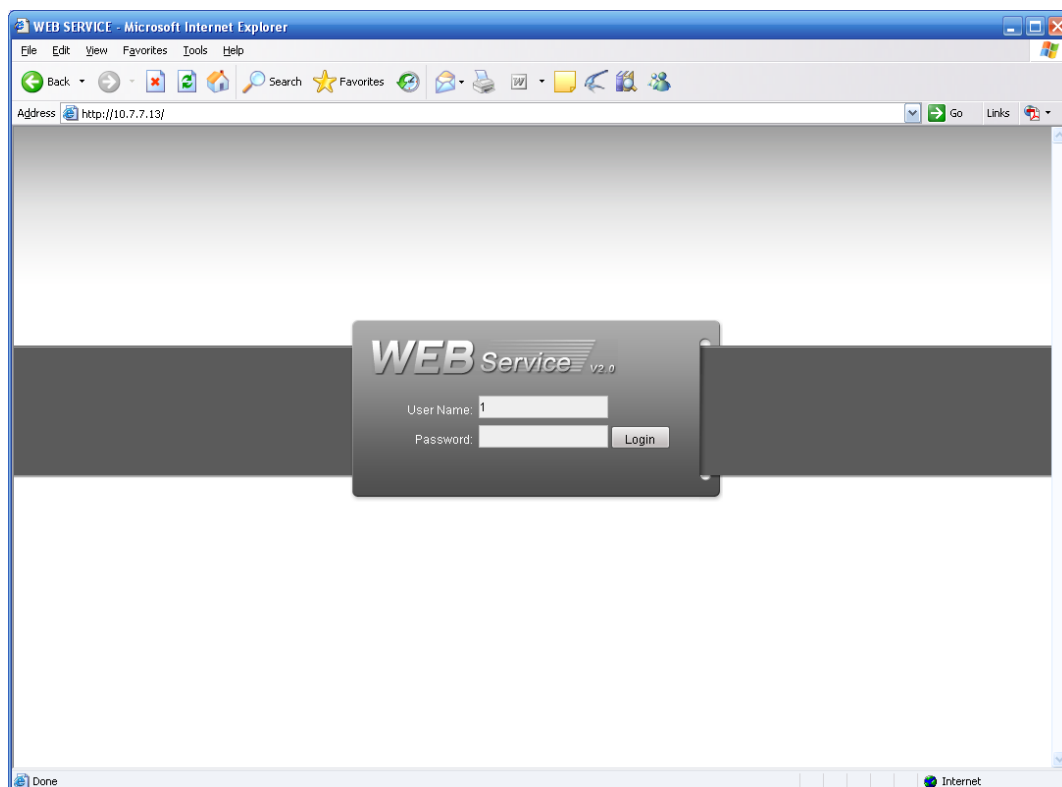 WEB SERVICE - Microsoft Internet Explorer
File Edit View Favorites Tools Help
Back Search Favorites
Address http://10.7.7.13/ Go Links
WEB Service V2.0
User Name: 1
Password: Login
Done Internet